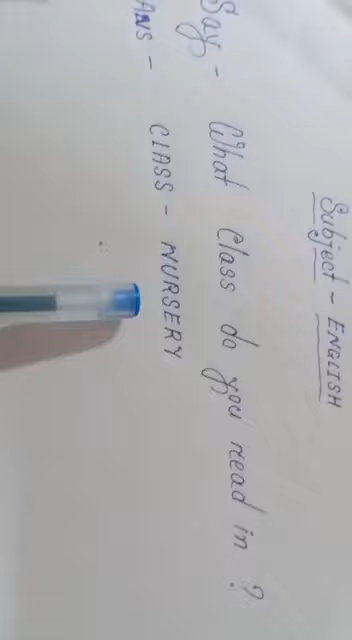 Subject - ENGLISH
Say - What Class do you read in ?
ANS - CLASS - NURSERY